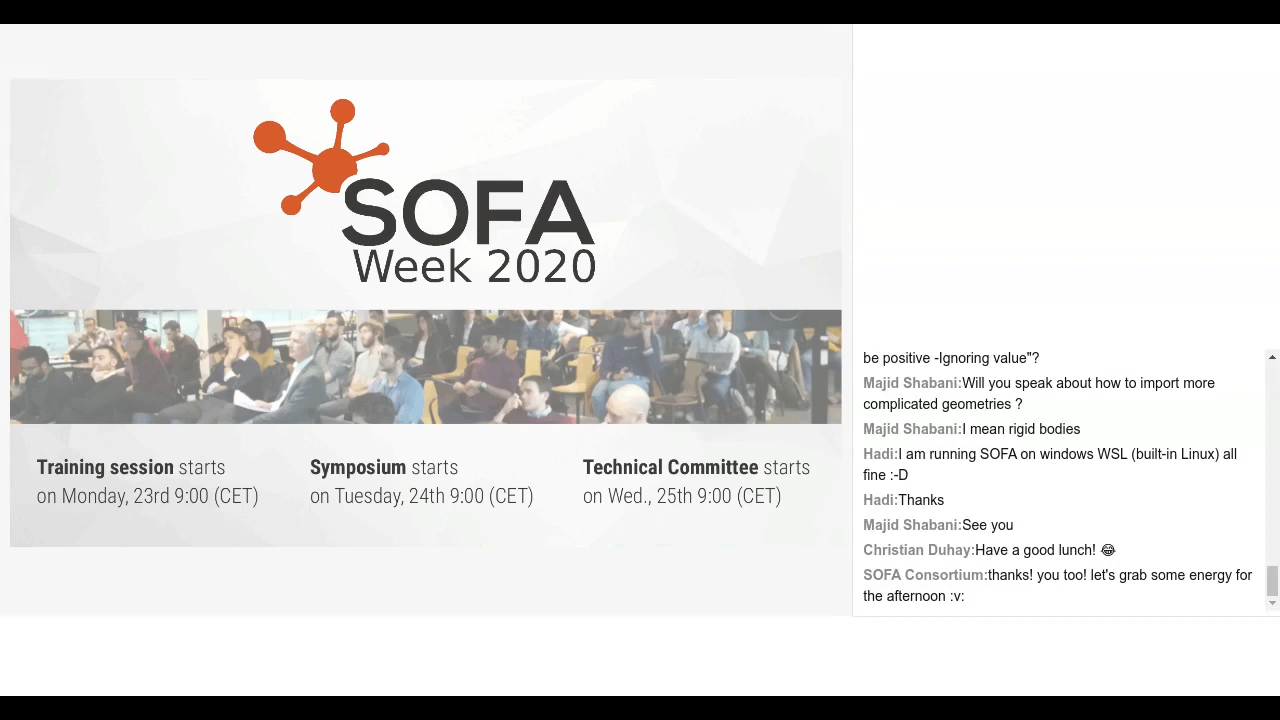 SOFA
Week 2020
Training session starts
on Monday, 23rd 9:00 (CET)
Symposium starts
on Tuesday, 24th 9:00 (CET)
Technical Committee starts
on Wed., 25th 9:00 (CET)
be positive -Ignoring value"?
Majid Shabani:Will you speak about how to import more
complicated geometries ?
Majid Shabani:I mean rigid bodies
Hadi:I am running SOFA on windows WSL (built-in Linux) all
fine :-D
Hadi:Thanks
Majid Shabani:See you
Christian Duhay:Have a good lunch! 😂
SOFA Consortium:thanks! you too! let's grab some energy for
the afternoon :v: